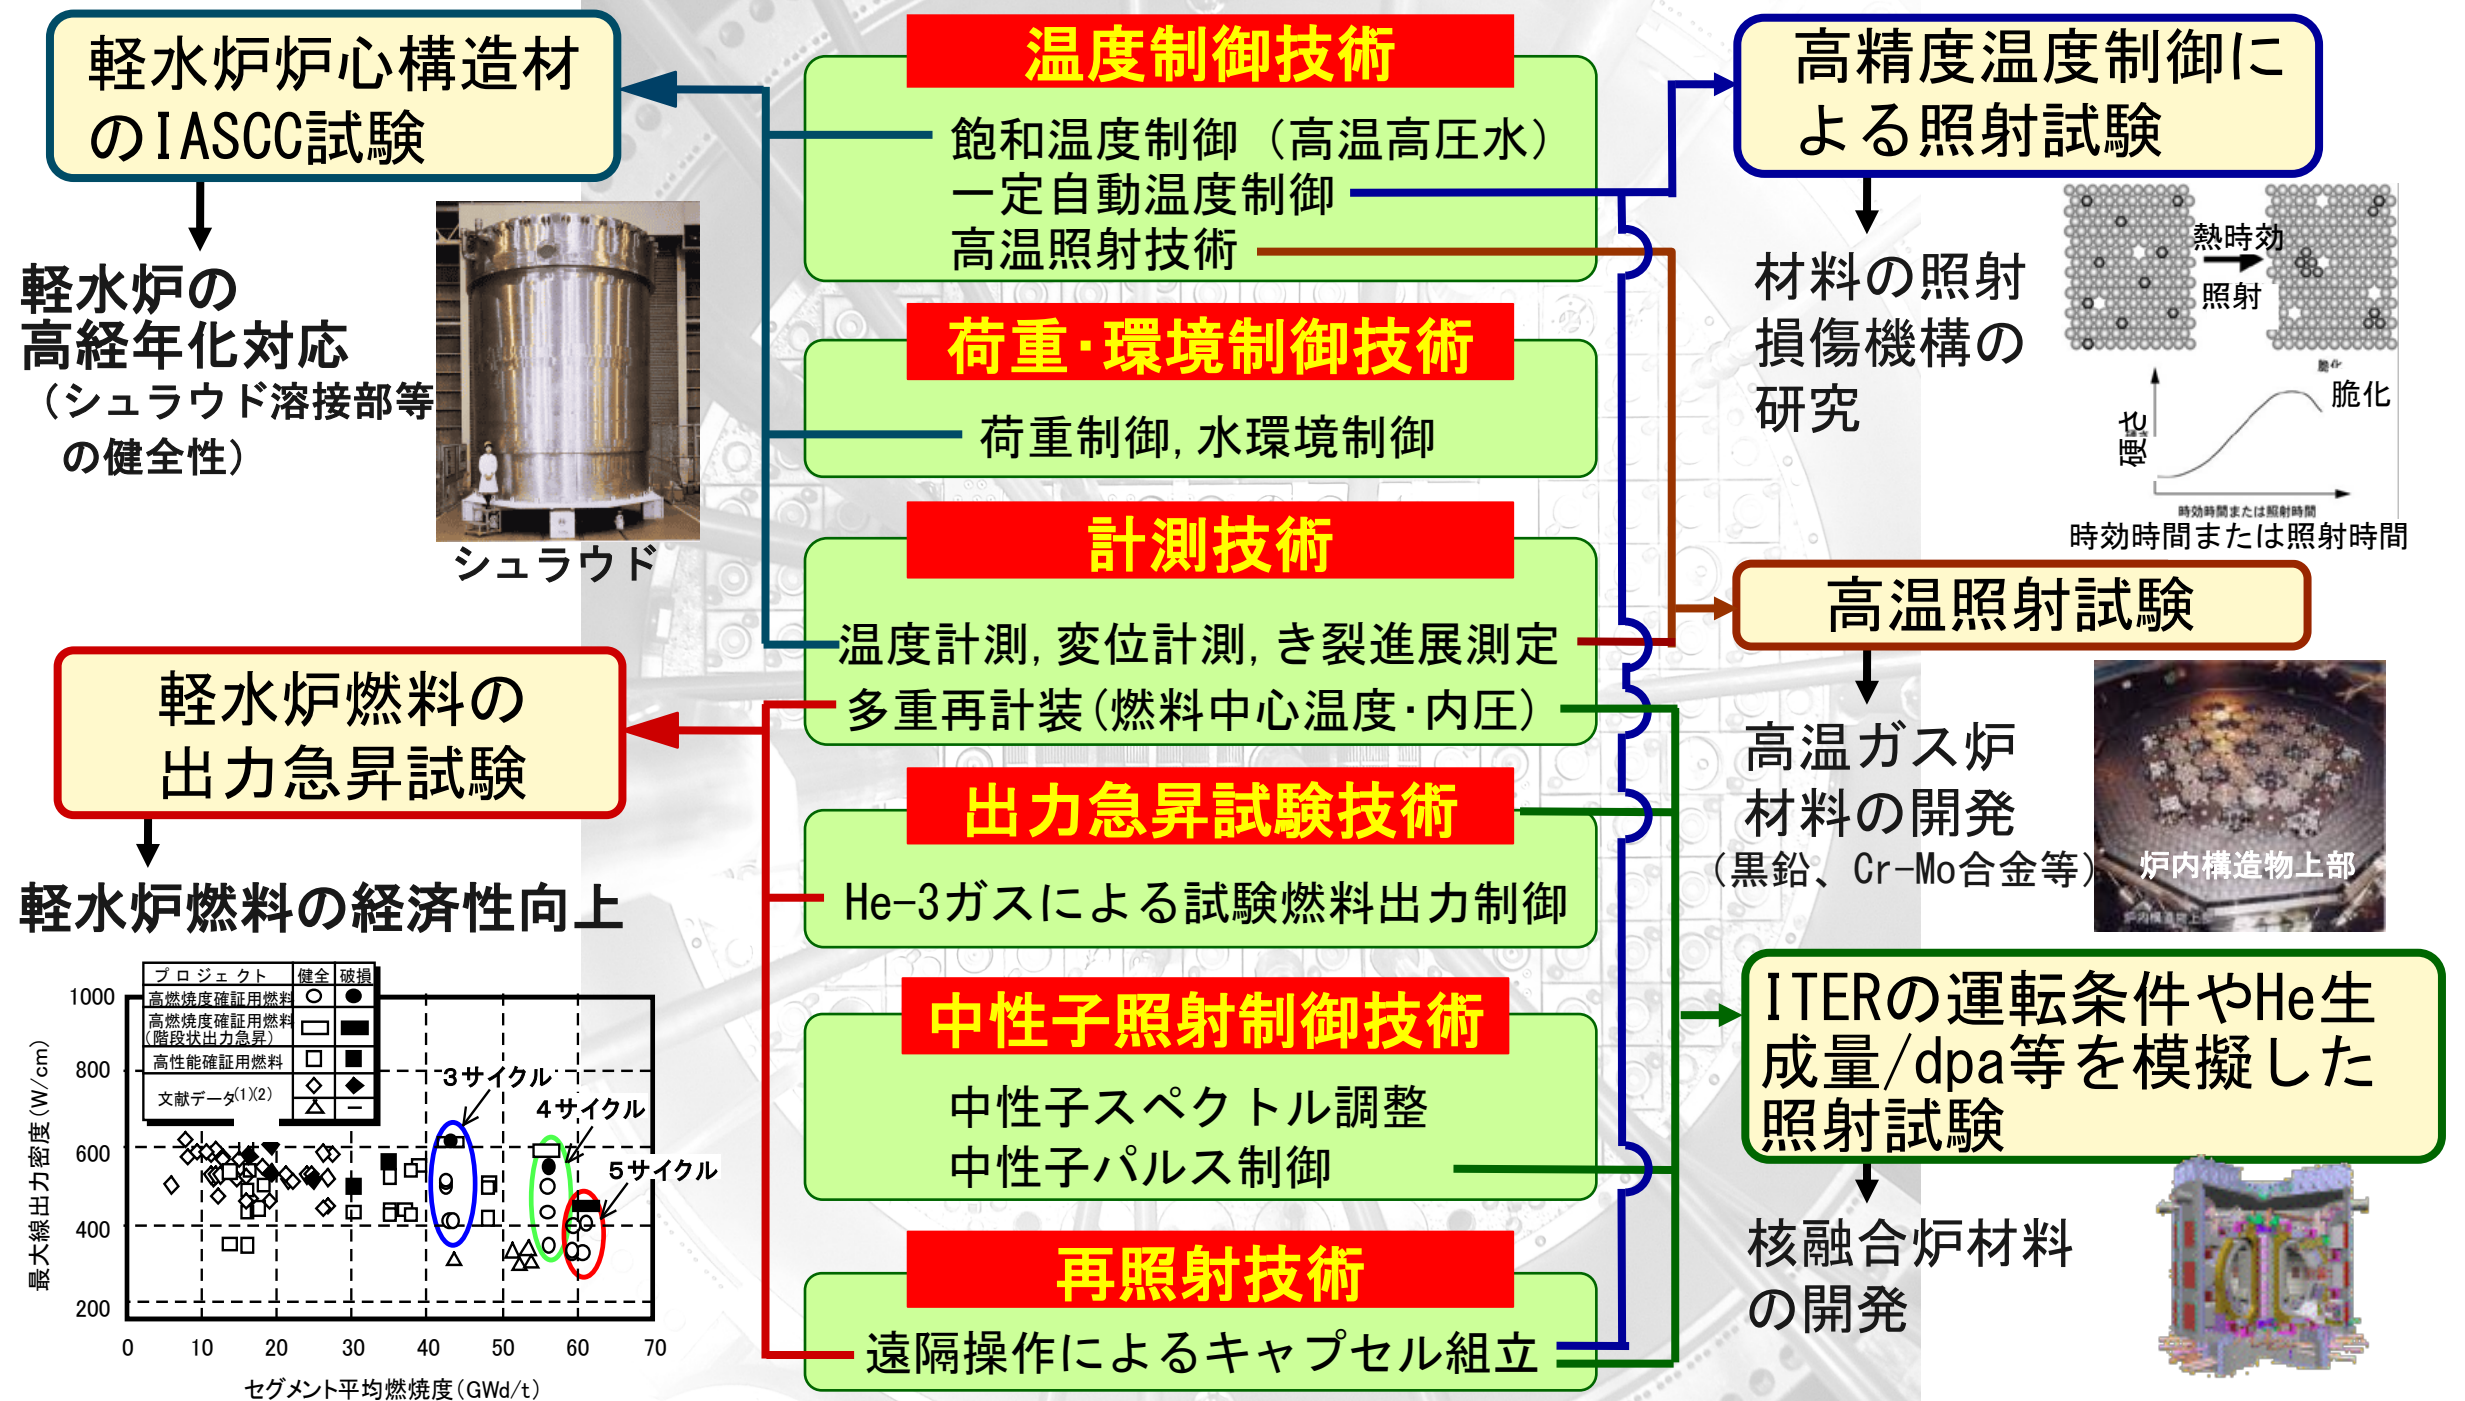 軽水炉炉心構造材
のIASCC試験
軽水炉の
高経年化対応
（シュラウド溶接部等
の健全性）
シュラウド
軽水炉燃料の
出力急昇試験
軽水炉燃料の経済性向上
プロジェクト 健全 破損
高燃焼度確証用燃料
高燃焼度確証用燃料
(階段状出力急昇)
高性能確証用燃料
文献データ(1)(2)
−
3サイクル
4サイクル
5サイクル
最大線出力密度(W/cm)
1000
800
600
400
200
0 10 20 30 40 50 60 70
セグメント平均燃焼度(GWd/t)
温度制御技術
飽和温度制御（高温高圧水）
一定自動温度制御
高温照射技術
荷重･環境制御技術
荷重制御,水環境制御
計測技術
温度計測,変位計測,き裂進展測定
多重再計装(燃料中心温度･内圧)
出力急昇試験技術
He−3ガスによる試験燃料出力制御
中性子照射制御技術
中性子スペクトル調整
中性子パルス制御
再照射技術
遠隔操作によるキャプセル組立
高精度温度制御に
よる照射試験
材料の照射
損傷機構の
研究
熱時効
照射
脆化
脆化
硬さ
硬さ
時効時間または照射時間
時効時間または照射時間
高温照射試験
高温ガス炉
材料の開発
（黒鉛、Cr−Mo合金等）
炉内構造物上部
炉内構造物上部
ITERの運転条件やHe生
成量/dpa等を模擬した
照射試験
核融合炉材料
の開発